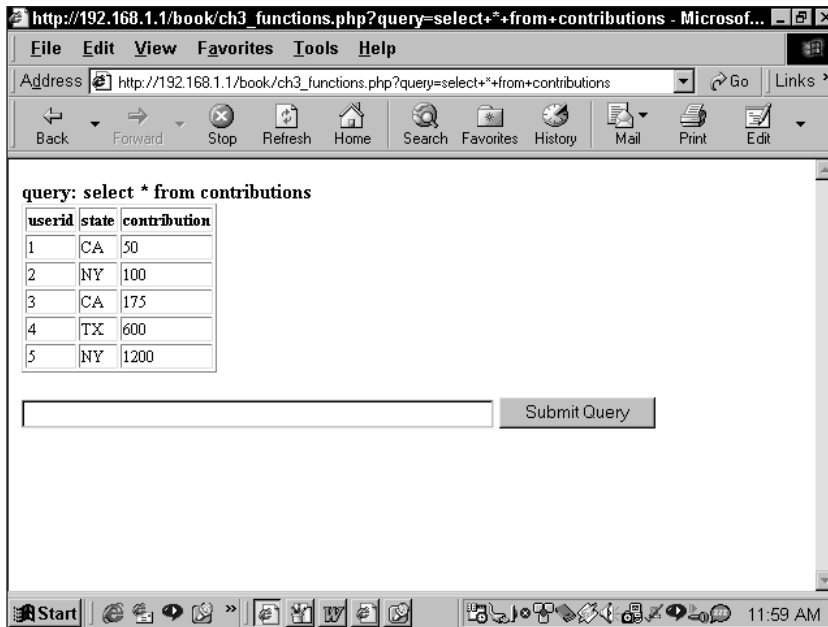 http://192.168.1.1/book/ch3_functions.php?query=select+*+from+contributions - Microsof...
File Edit View Favorites Tools Help
Address http://192.168.1.1/book/ch3_functions.php?query=select+*+from+contributions Go Links »
Back Forward Stop Refresh Home Search Favorites History Mail Print Edit
query: select * from contributions
userid state contribution
1 CA 50
2 NY 100
3 CA 175
4 TX 600
5 NY 1200
Submit Query
Start » 11:59 AM